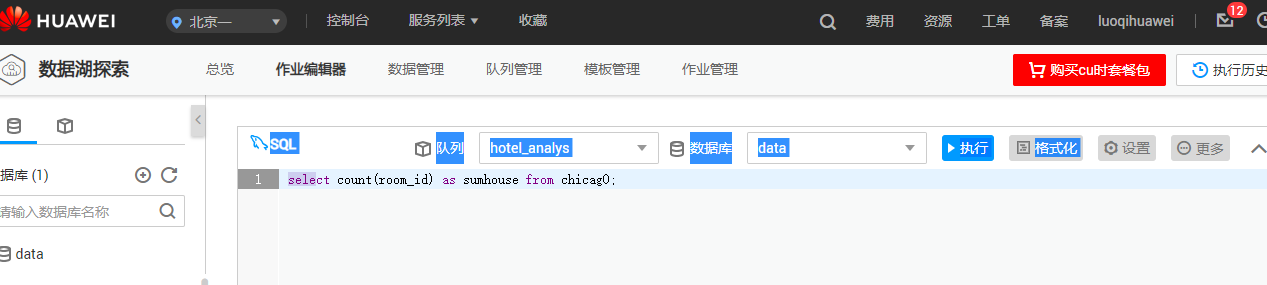 HUAWEI 北京一 控制台 服务列表 收藏 费用 资源 工单 备案 luoqihuawei 12
数据湖探索 总览 作业编辑器 数据管理 队列管理 模板管理 作业管理 购买cu时套餐包 执行历史
SQL 队列 hotel_analys 数据库 data 执行 格式化 设置 更多
据库 (1)
1 select count(room_id) as sumhouse from chicag0;
请输入数据库名称
data